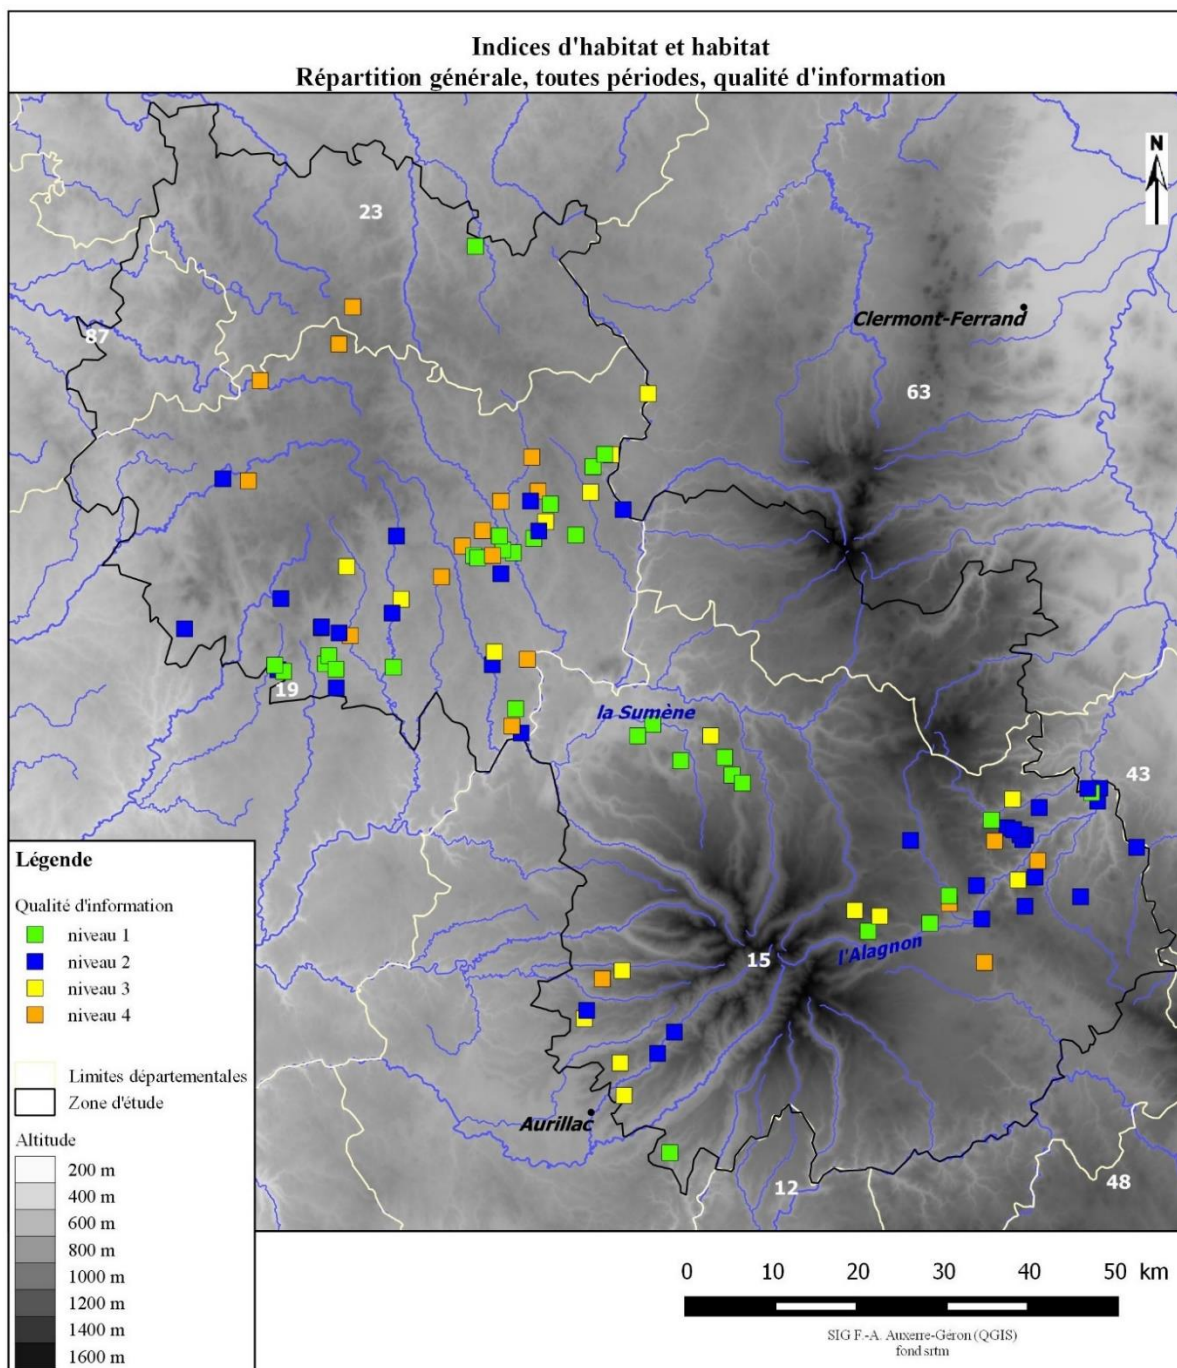 Indices d'habitat et habitat
Répartition générale, toutes périodes, qualité d'information
N
23
Clermont-Ferrand
87
63
19
la Sumène
43
15
l'Alagnon
Aurillac
12
48
Légende
Qualité d'information
niveau 1
niveau 2
niveau 3
niveau 4
Limites départementales
Zone d'étude
Altitude
200 m
400 m
600 m
800 m
1000 m
1200 m
1400 m
1600 m
0 10 20 30 40 50 km
SIG F.-A. Auxerre-Géron (QGIS)
fond srtm